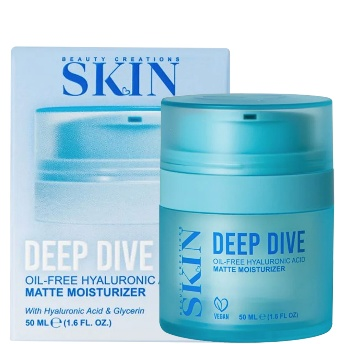 BEAUTY CREATIONS
SKIN
DEEP DIVE
OIL-FREE HYALURONIC A
MATTE MOISTURIZER
With Hyaluronic Acid & Glycerin
50 ML e (1.6 FL. OZ.)
BEAUTY CREATIONS
SKIN
DEEP DIVE
OIL-FREE HYALURONIC ACID
MATTE MOISTURIZER
VEGAN
50 ML e (1.6 FL. OZ.)